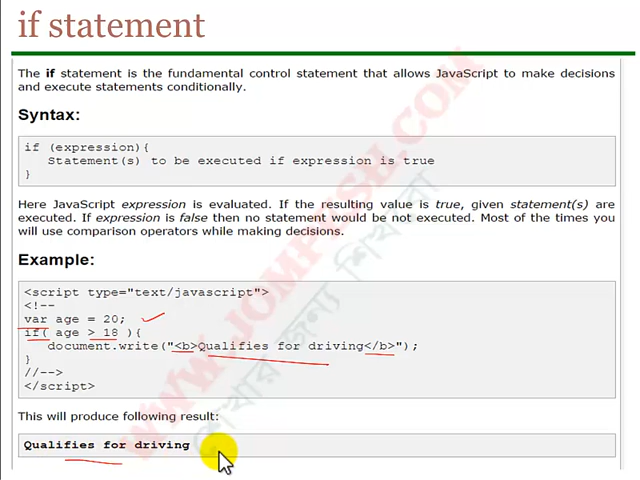 if statement
The if statement is the fundamental control statement that allows JavaScript to make decisions
and execute statements conditionally.
Syntax:
if (expression){
Statement(s) to be executed if expression is true
}
Here JavaScript expression is evaluated. If the resulting value is true, given statement(s) are
executed. If expression is false then no statement would be not executed. Most of the times you
will use comparison operators while making decisions.
Example:
<script type="text/javascript">
<!--
var age = 20;
if( age > 18 ){
document.write("<b>Qualifies for driving</b>");
}
//-->
</script>
This will produce following result:
Qualifies for driving